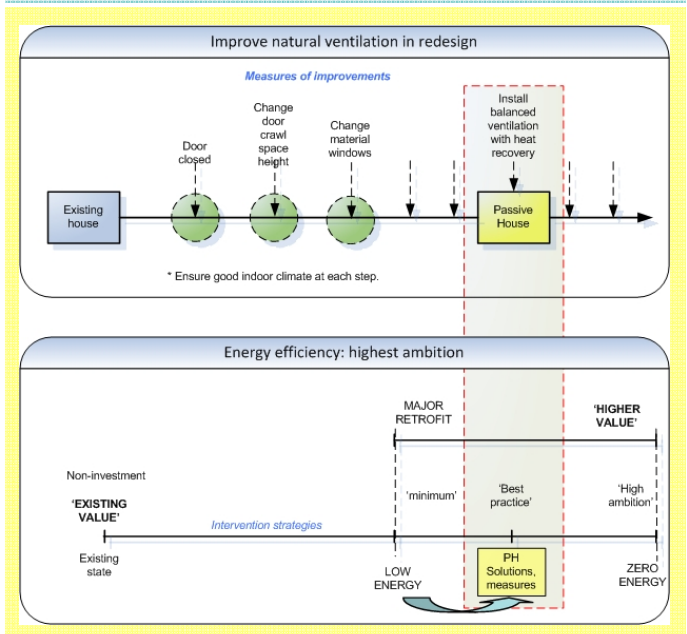 Improve natural ventilation in redesign
Measures of improvements
Door
closed
Change
door
crawl
space
height
Change
material
windows
Install
balanced
ventilation
with heat
recovery
Existing
house
Passive
House
* Ensure good indoor climate at each step.
Energy efficiency: highest ambition
MAJOR
RETROFIT
‘HIGHER
VALUE’
Non-investment
‘EXISTING
VALUE’
‘minimum’
‘Best
practice’
‘High
ambition’
Intervention strategies
Existing
state
LOW
ENERGY
PH
Solutions,
measures
ZERO
ENERGY